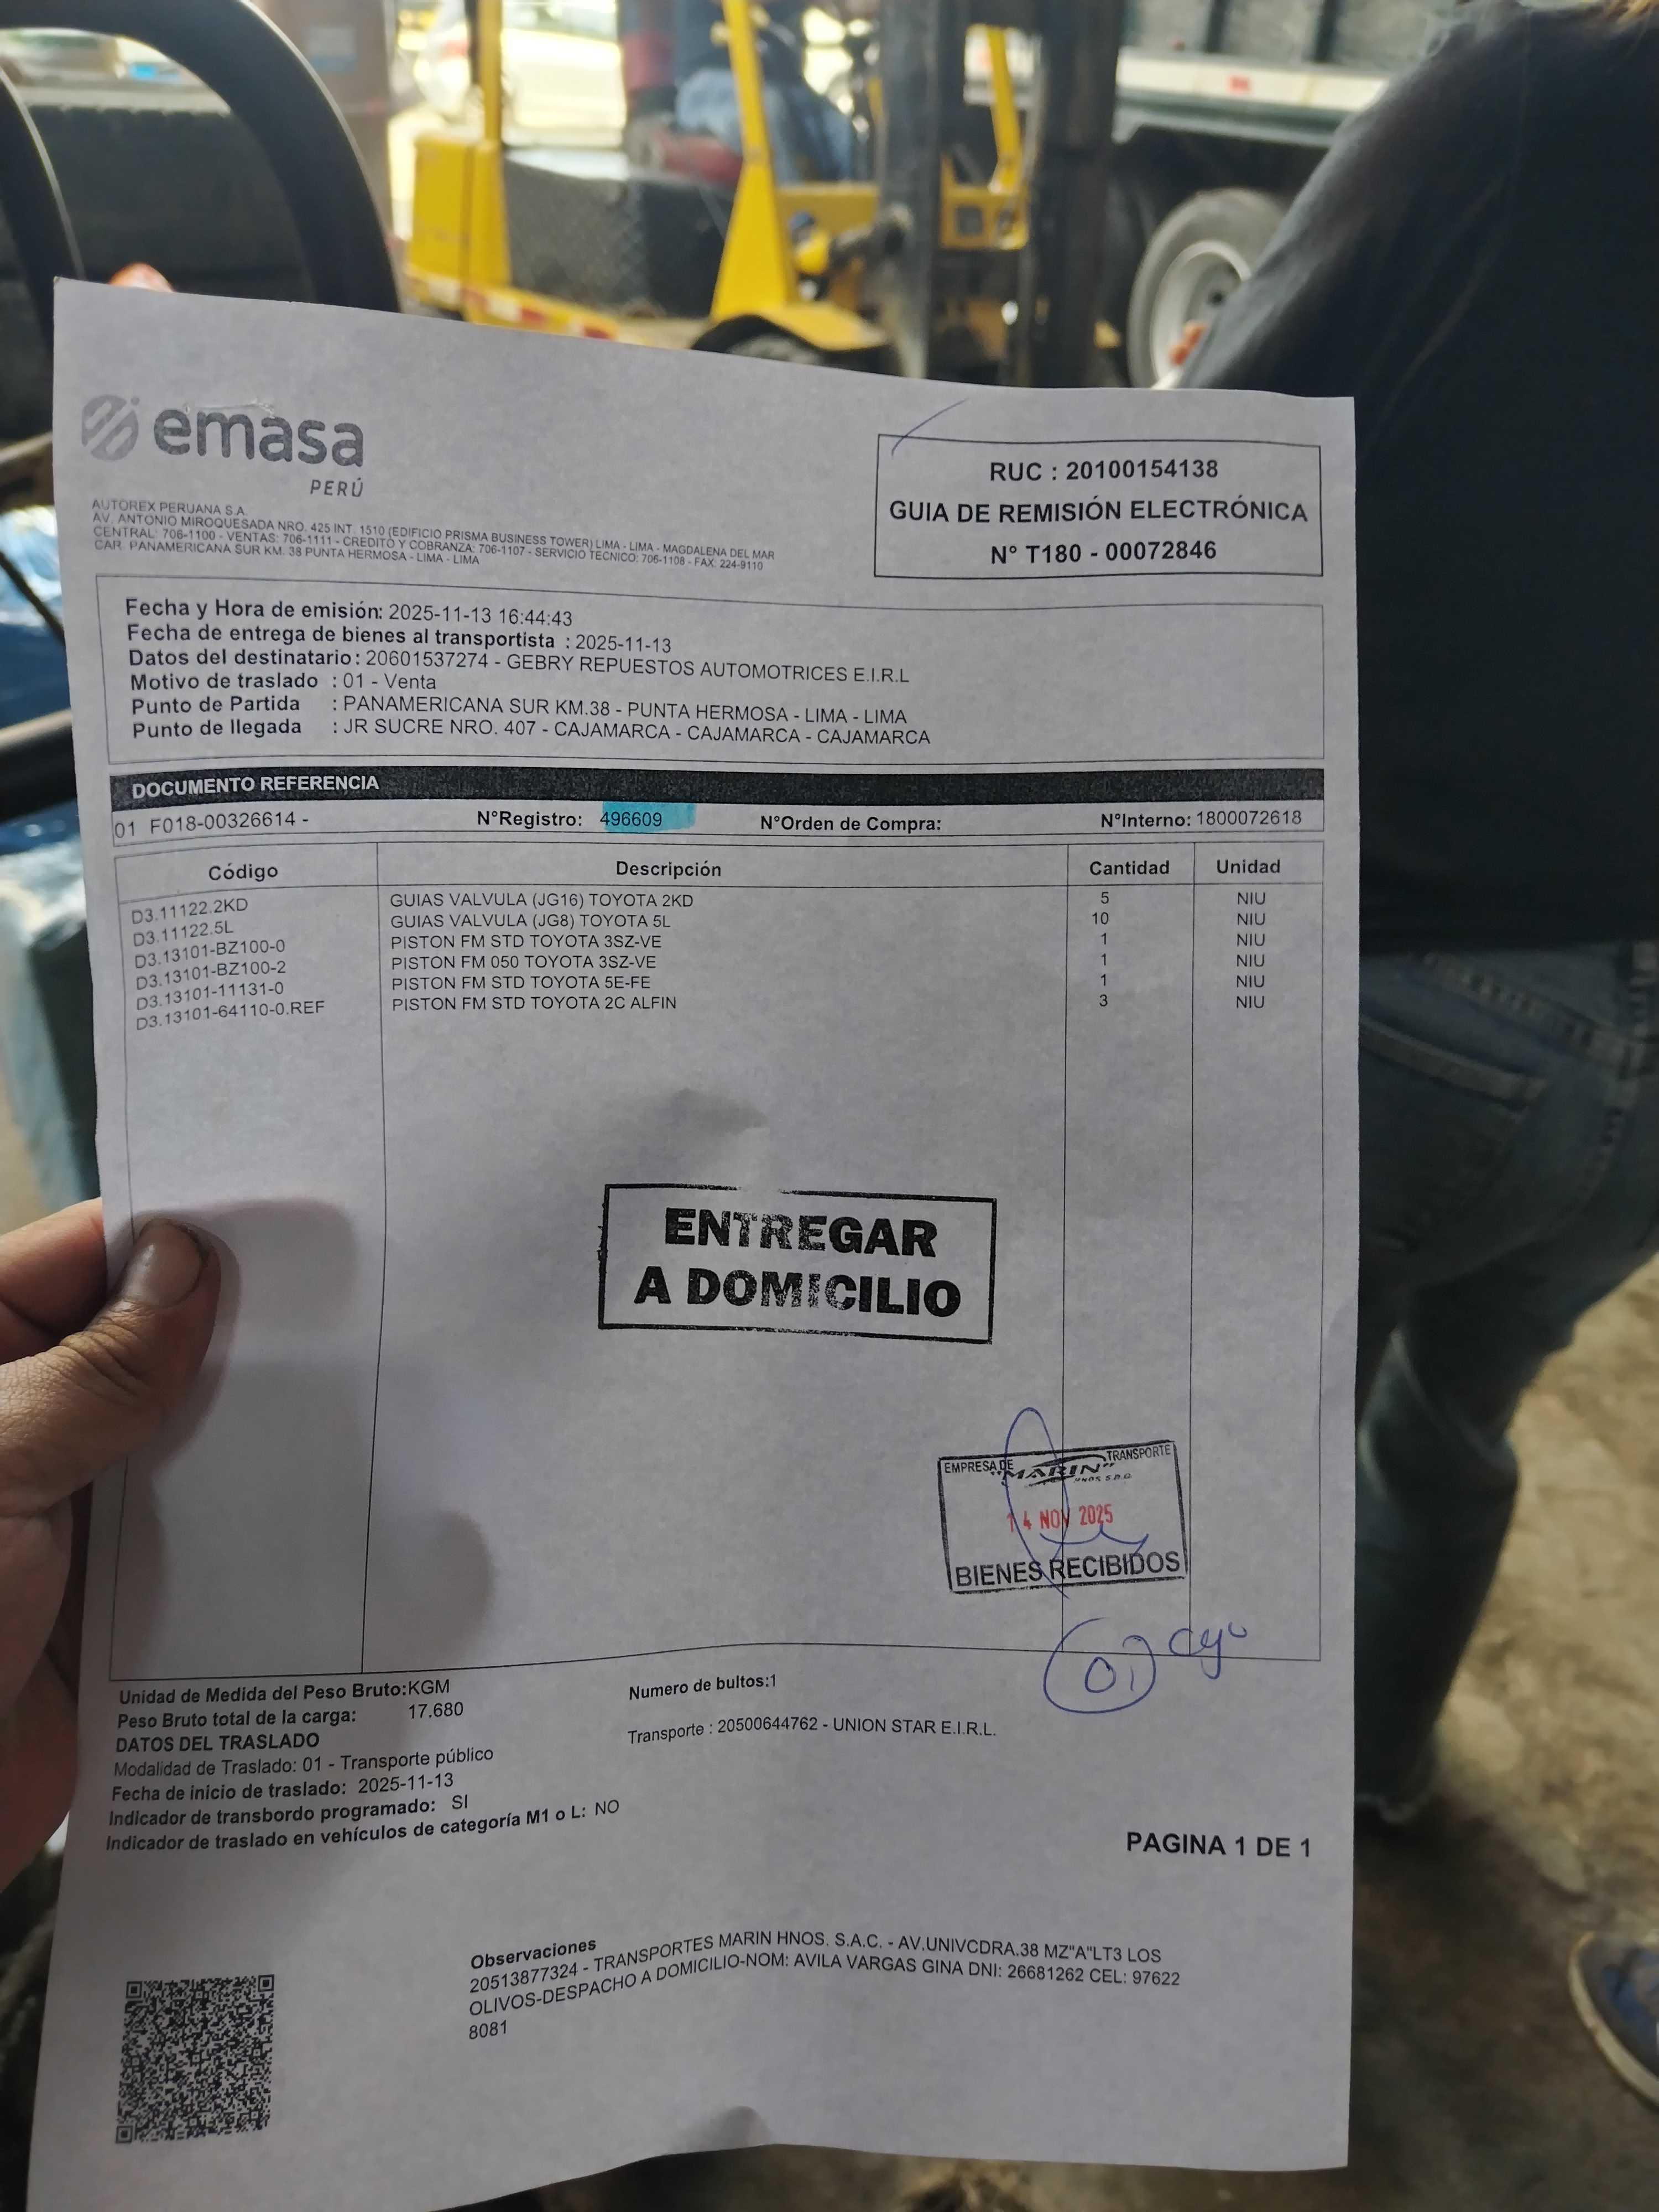 emasa
PERÚ
AUTOREX PERUANA S.A.
AV. ANTONIO MIROQUESADA NRO. 425 INT. 1510 (EDIFICIO PRISMA BUSINESS TOWER) LIMA - LIMA - MAGDALENA DEL MAR
CENTRAL: 706-1100 - VENTAS: 706-1111 - CREDITO Y COBRANZA: 706-1107 - SERVICIO TECNICO: 706-1108 - FAX: 224-9110
CAR. PANAMERICANA SUR KM. 38 PUNTA HERMOSA - LIMA - LIMA
RUC : 20100154138
GUIA DE REMISIÓN ELECTRÓNICA
N° T180 - 00072846
Fecha y Hora de emisión: 2025-11-13 16:44:43
Fecha de entrega de bienes al transportista : 2025-11-13
Datos del destinatario: 20601537274 - GEBRY REPUESTOS AUTOMOTRICES E.I.R.L
Motivo de traslado : 01 - Venta
Punto de Partida : PANAMERICANA SUR KM.38 - PUNTA HERMOSA - LIMA - LIMA
Punto de llegada : JR SUCRE NRO. 407 - CAJAMARCA - CAJAMARCA - CAJAMARCA
DOCUMENTO REFERENCIA
01 F018-00326614 - N°Registro: 496609 N°Orden de Compra: N°Interno: 1800072618
Código Descripción Cantidad Unidad
D3.11122.2KD GUIAS VALVULA (JG16) TOYOTA 2KD 5 NIU
D3.11122.5L GUIAS VALVULA (JG8) TOYOTA 5L 10 NIU
D3.13101-BZ100-0 PISTON FM STD TOYOTA 3SZ-VE 1 NIU
D3.13101-BZ100-2 PISTON FM 050 TOYOTA 3SZ-VE 1 NIU
D3.13101-11131-0 PISTON FM STD TOYOTA 5E-FE 1 NIU
D3.13101-64110-0.REF PISTON FM STD TOYOTA 2C ALFIN 3 NIU
ENTREGAR
A DOMICILIO
EMPRESA DE TRANSPORTE
"MARIN"
HNOS S.A.C.
14 NOV 2025
BIENES RECIBIDOS
01
Unidad de Medida del Peso Bruto:KGM Numero de bultos:1
Peso Bruto total de la carga: 17.680
DATOS DEL TRASLADO Transporte : 20500644762 - UNION STAR E.I.R.L.
Modalidad de Traslado: 01 - Transporte público
Fecha de inicio de traslado: 2025-11-13
Indicador de transbordo programado: SI
Indicador de traslado en vehículos de categoría M1 o L: NO
PAGINA 1 DE 1
Observaciones
20513877324 - TRANSPORTES MARIN HNOS. S.A.C. - AV.UNIVCDRA.38 MZ"A"LT3 LOS
OLIVOS-DESPACHO A DOMICILIO-NOM: AVILA VARGAS GINA DNI: 26681262 CEL: 97622
8081